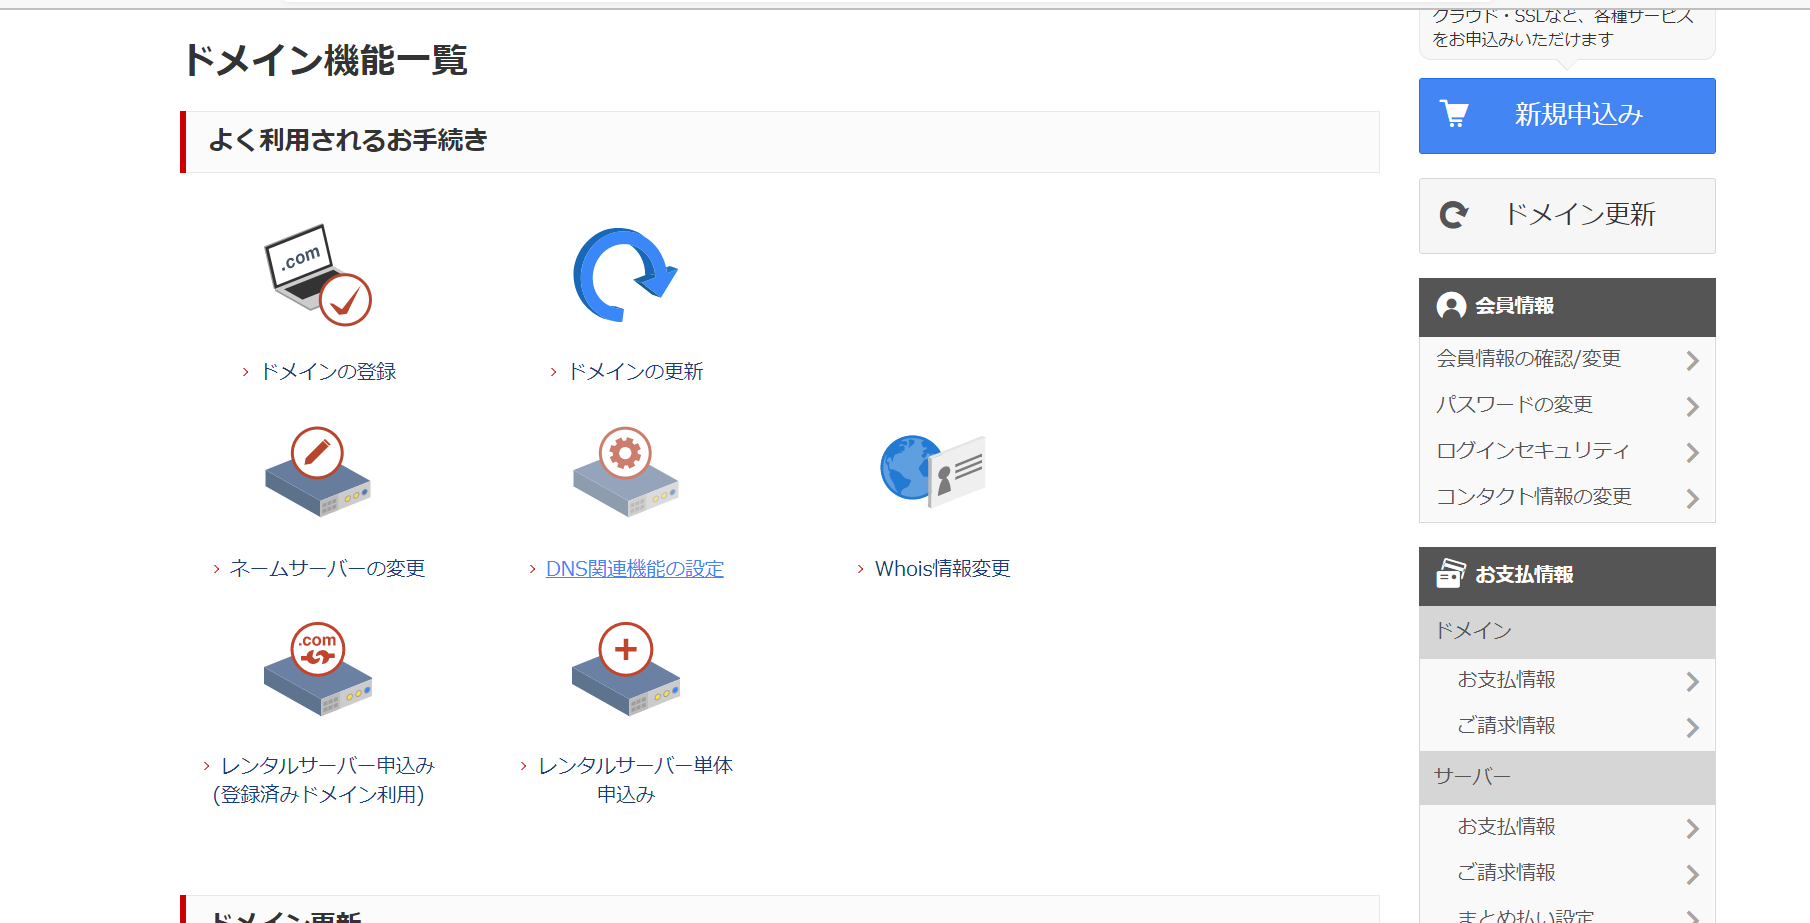 ドメイン機能一覧
よく利用されるお手続き
.com
ドメインの登録
ドメインの更新
ネームサーバーの変更
DNS関連機能の設定
Whois情報変更
.com
レンタルサーバー申込み
(登録済みドメイン利用)
レンタルサーバー単体
申込み
ドメイン更新
クラウド・SSLなど、各種サービス
をお申込みいただけます
新規申込み
ドメイン更新
会員情報
会員情報の確認/変更
パスワードの変更
ログインセキュリティ
コンタクト情報の変更
お支払情報
ドメイン
お支払情報
ご請求情報
サーバー
お支払情報
ご請求情報
まとめ払い設定